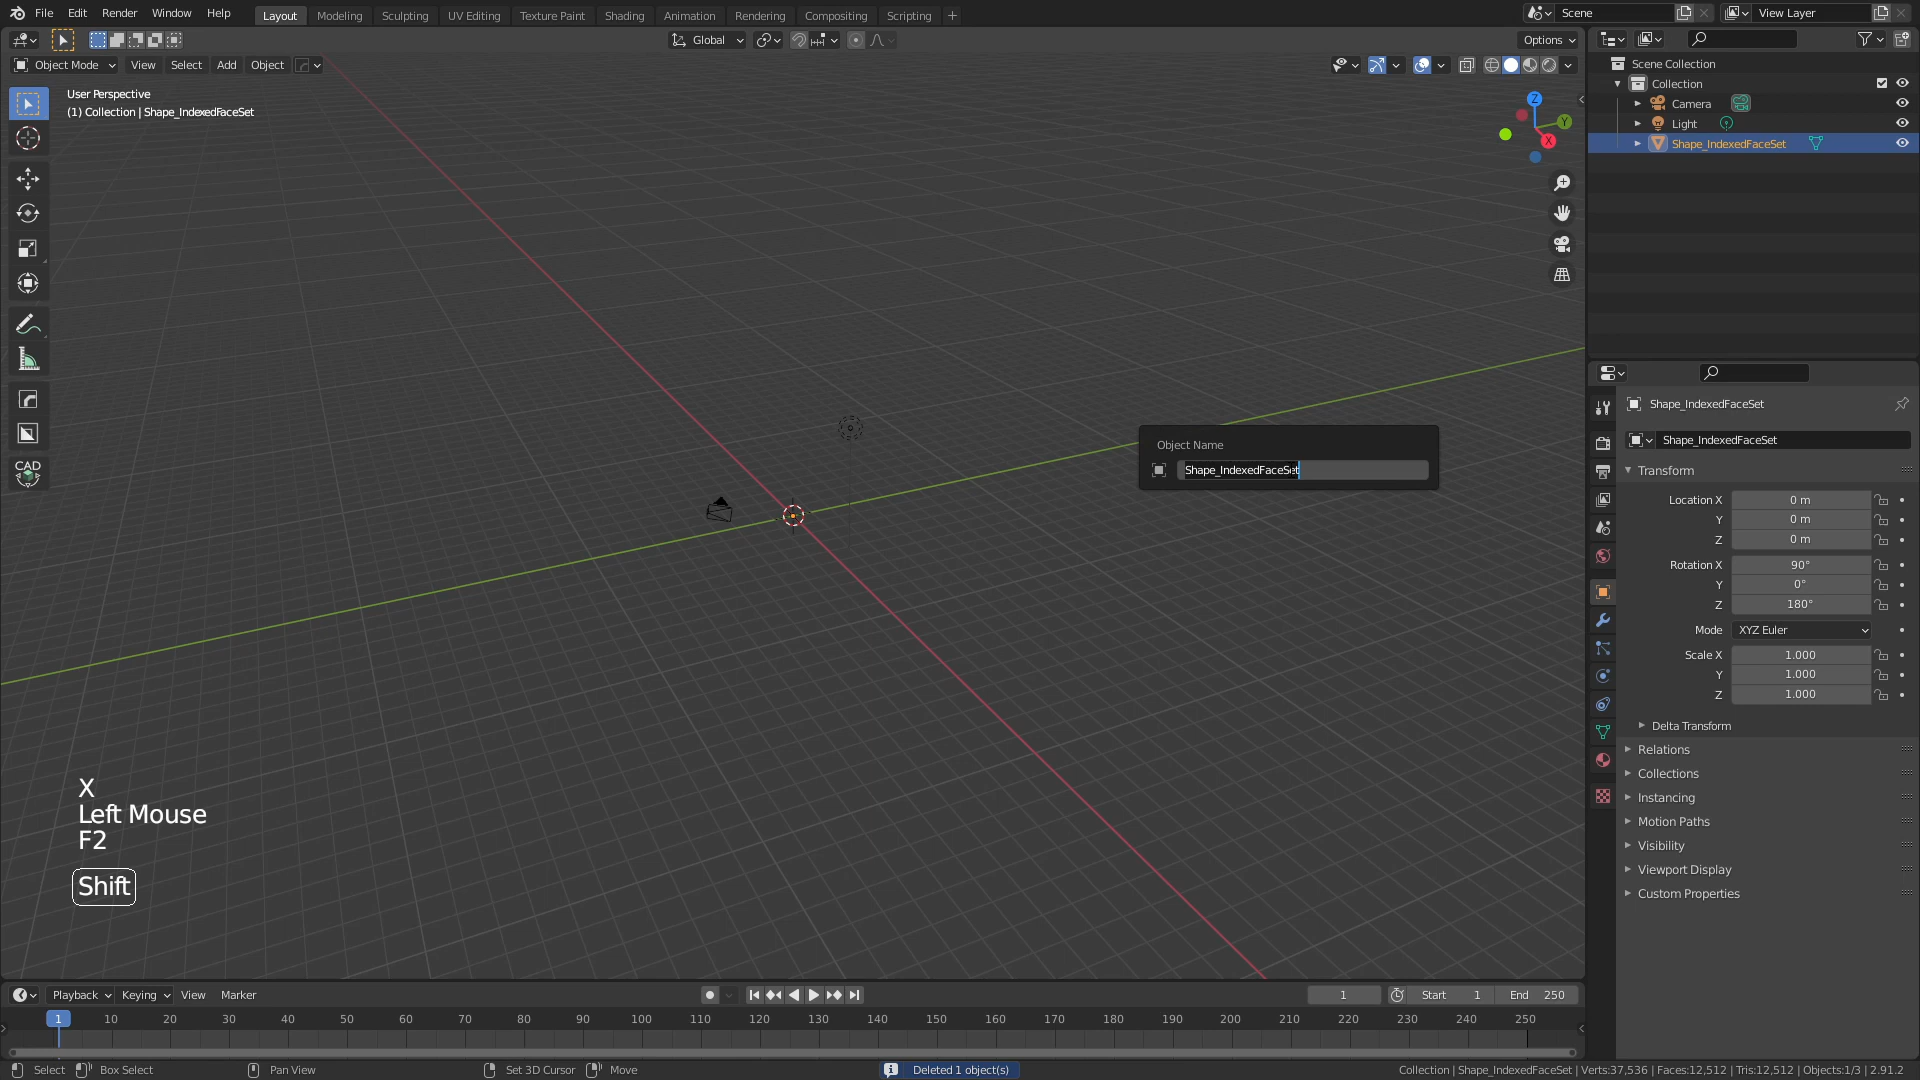 File Edit Render Window Help Layout Modeling Sculpting UV Editing Texture Paint Shading Animation Rendering Compositing Scripting + Scene View Layer
Global Options
Object Mode View Select Add Object
User Perspective
(1) Collection | Shape_IndexedFaceSet
Z
Y
X
CAD
Object Name
Shape_IndexedFaceSet
X
Left Mouse
F2
Shift
Scene Collection
Collection
Camera
Light
Shape_IndexedFaceSet
Shape_IndexedFaceSet
Shape_IndexedFaceSet
Transform
Location X 0 m
Y 0 m
Z 0 m
Rotation X 90°
Y 0°
Z 180°
Mode XYZ Euler
Scale X 1.000
Y 1.000
Z 1.000
Delta Transform
Relations
Collections
Instancing
Motion Paths
Visibility
Viewport Display
Custom Properties
Playback Keying View Marker 1 Start 1 End 250
1 10 20 30 40 50 60 70 80 90 100 110 120 130 140 150 160 170 180 190 200 210 220 230 240 250
Select Box Select Pan View Set 3D Cursor Move Deleted 1 object(s) Collection | Shape_IndexedFaceSet | Verts:37,536 | Faces:12,512 | Tris:12,512 | Objects:1/3 | 2.91.2